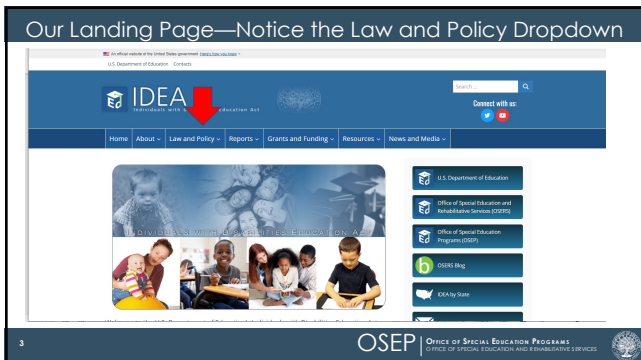 Our Landing Page—Notice the Law and Policy Dropdown
An official website of the United States government Here's how you know
U.S. Department of Education Contacts
Search ...
IDEA
Individuals with Education Act
Connect with us:
Home About Law and Policy Reports Grants and Funding Resources News and Media
INDIVIDUALS WITH DISABILITIES EDUCATION ACT
U.S. Department of Education
Office of Special Education and
Rehabilitative Services (OSERS)
Office of Special Education
Programs (OSEP)
OSERS Blog
IDEA by State
3
OSEP OFFICE OF SPECIAL EDUCATION PROGRAMS
OFFICE OF SPECIAL EDUCATION AND REHABILITATIVE SERVICES